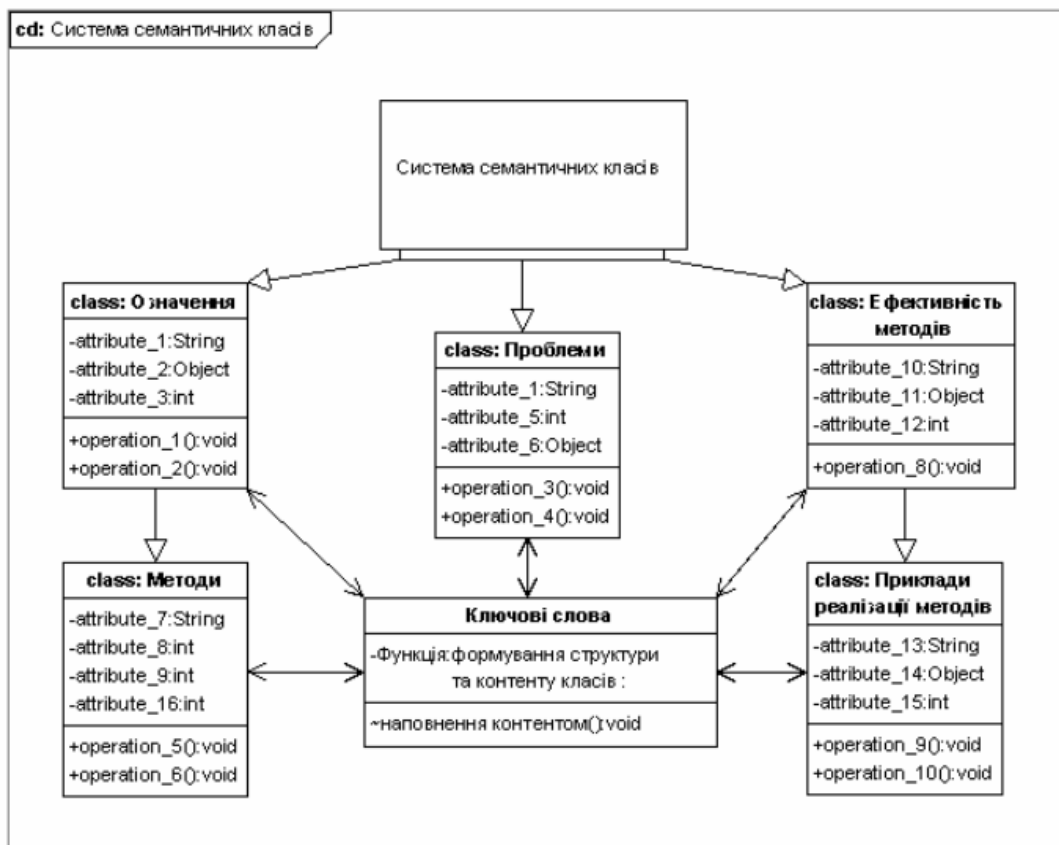 cd: Система семантичних класів
Система семантичних класів
class: Означення
-attribute_1:String
-attribute_2:Object
-attribute_3:int
+operation_1():void
+operation_2():void
class: Проблеми
-attribute_1:String
-attribute_5:int
-attribute_6:Object
+operation_3():void
+operation_4():void
class: Ефективність
методів
-attribute_10:String
-attribute_11:Object
-attribute_12:int
+operation_8():void
class: Методи
-attribute_7:String
-attribute_8:int
-attribute_9:int
-attribute_16:int
+operation_5():void
+operation_6():void
Ключові слова
-Функція:формування структури
та контенту класів :
~наповнення контентом():void
class: Приклади
реалізації методів
-attribute_13:String
-attribute_14:Object
-attribute_15:int
+operation_9():void
+operation_10():void